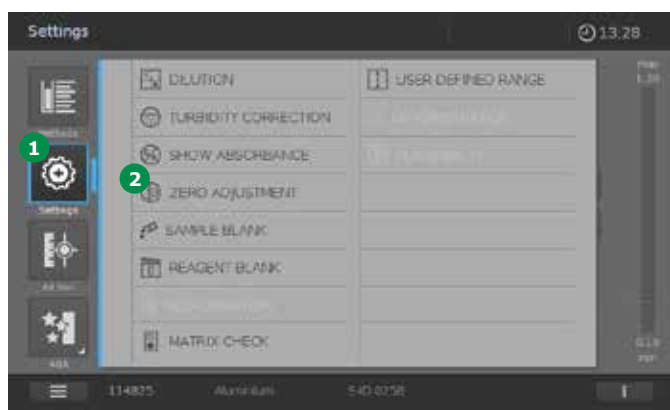 Settings
13:28
DILUTION
USER DEFINED RANGE
TURBIDITY CORRECTION
1
SHOW ABSORBANCE
2
ZERO ADJUSTMENT
Settings
SAMPLE BLANK
REAGENT BLANK
MATRIX CHECK
AQA
114825
Aluminium